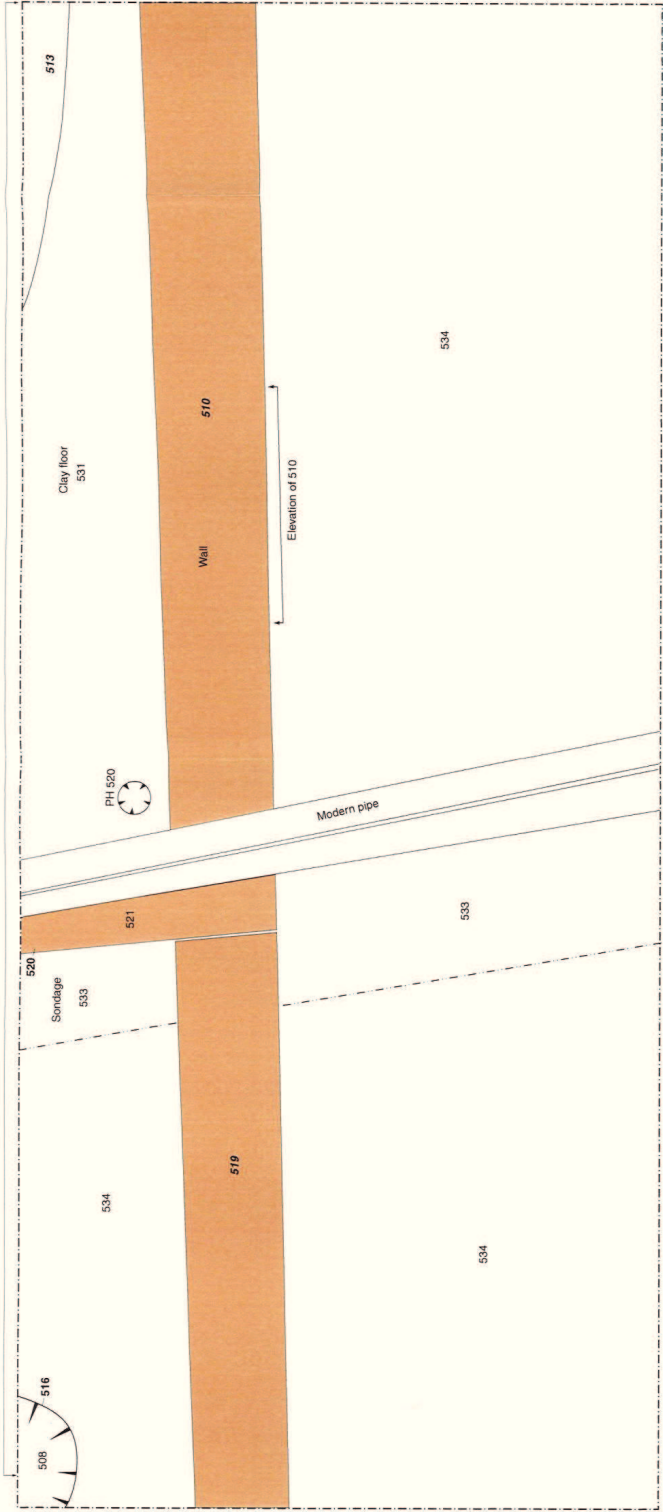 513
Clay floor
531
510
Wall
Elevation of 510
534
PH 520
Modern pipe
521
520
Sondage
533
533
519
534
534
516
508